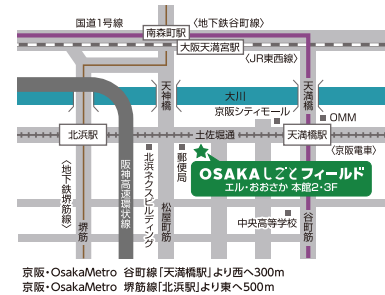 国道1号線
南森町駅
〈地下鉄谷町線〉
大阪天満宮駅
〈JR東西線〉
天神橋
大川
天満橋
京阪シティモール
OMM
北浜駅
土佐堀通
天満橋駅
〈京阪電車〉
〈地下鉄堺筋線〉
堺筋
阪神高速環状線
北浜ネクスビルディング
郵便局
松屋町筋
OSAKAしごとフィールド
エル・おおさか 本館2・3F
中央高等学校
谷町筋
京阪・OsakaMetro 谷町線「天満橋駅」より西へ300m
京阪・OsakaMetro 堺筋線「北浜駅」より東へ500m